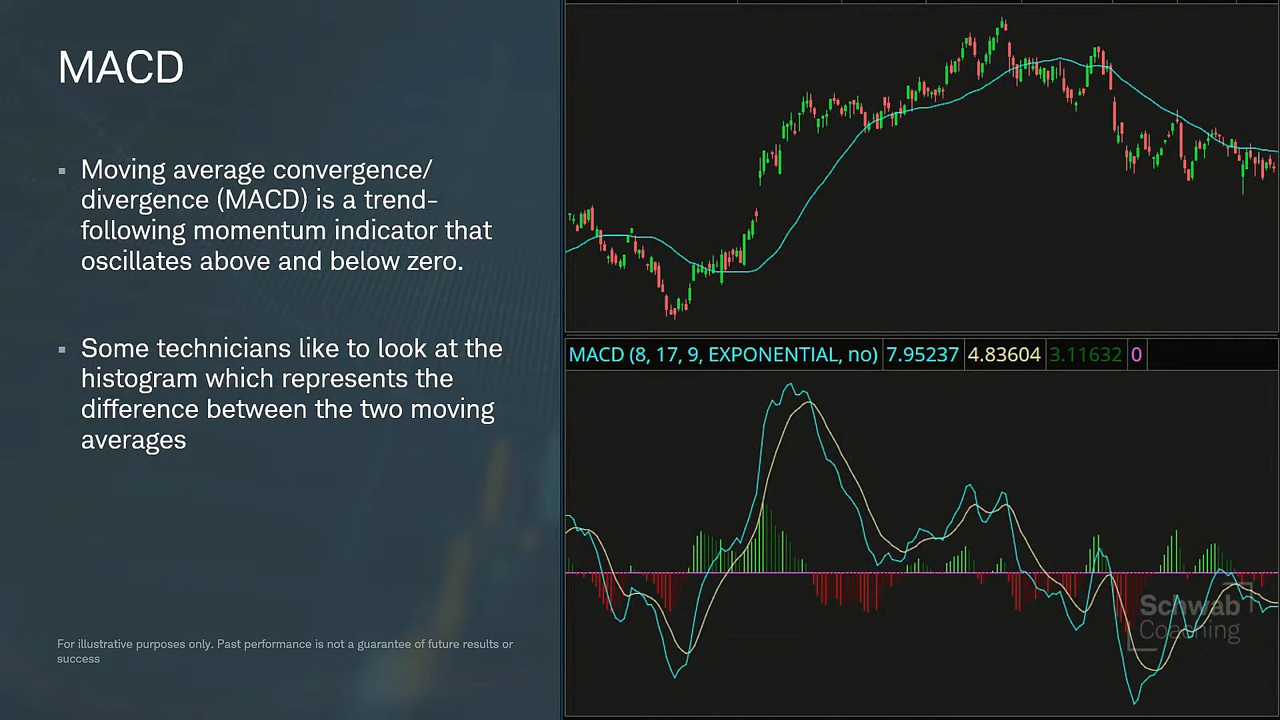 MACD
▪ Moving average convergence/
divergence (MACD) is a trend-
following momentum indicator that
oscillates above and below zero.
▪ Some technicians like to look at the
histogram which represents the
difference between the two moving
averages
For illustrative purposes only. Past performance is not a guarantee of future results or
success
MACD (8, 17, 9, EXPONENTIAL, no) 7.95237 4.83604 3.11632 0
Schwab
Coaching